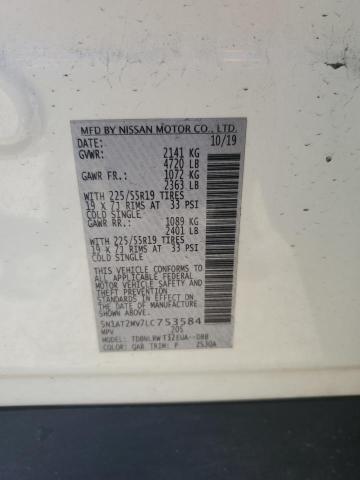 MFD BY NISSAN MOTOR CO., LTD.
DATE: 10/19
GVWR: 2141 KG
4720 LB
GAWR FR.: 1072 KG
2363 LB
WITH 225/55R19 TIRES
19 X 7J RIMS AT 33 PSI
COLD SINGLE
GAWR RR.: 1089 KG
2401 LB
WITH 225/55R19 TIRES
19 X 7J RIMS AT 33 PSI
COLD SINGLE
THIS VEHICLE CONFORMS TO ALL
APPLICABLE FEDERAL MOTOR
VEHICLE SAFETY AND THEFT
PREVENTION STANDARDS IN EFFECT ON
THE DATE OF MANUFACTURE SHOWN
ABOVE.
5N1AT2MV7LC753584
MPV 205
MODEL: TDBNLRWT32EUA--DBB
COLOR: QAK TRIM: P